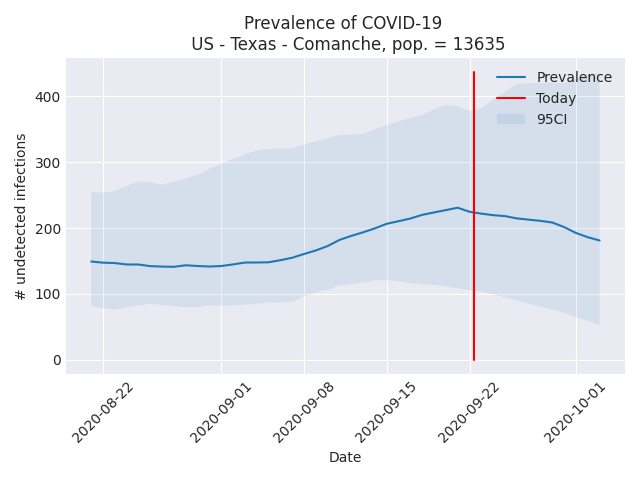 Prevalence of COVID-19
US - Texas - Comanche, pop. = 13635
Prevalence
Today
95CI
# undetected infections
400
300
200
100
0
2020-08-22
2020-09-01
2020-09-08
2020-09-15
2020-09-22
2020-10-01
Date